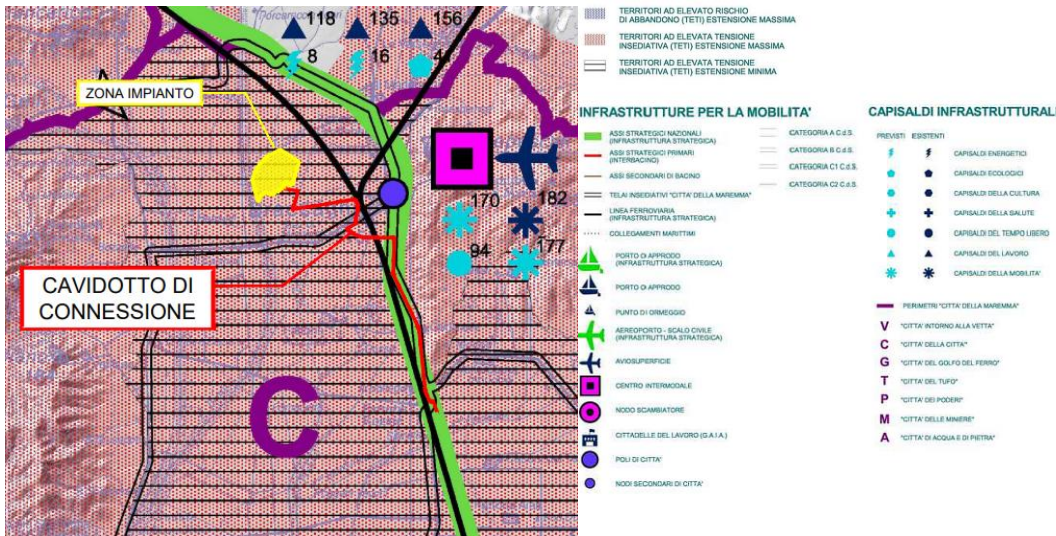 118 135 156
8 16 4
ZONA IMPIANTO
170 182
94 177
CAVIDOTTO DI
CONNESSIONE
C
TERRITORI AD ELEVATO RISCHIO
DI ABBANDONO (TETI) ESTENSIONE MASSIMA
TERRITORI AD ELEVATA TENSIONE
INSEDIATIVA (TETI) ESTENSIONE MASSIMA
TERRITORI AD ELEVATA TENSIONE
INSEDIATIVA (TETI) ESTENSIONE MINIMA
INFRASTRUTTURE PER LA MOBILITA'
ASSI STRATEGICI NAZIONALI
(INFRASTRUTTURA STRATEGICA)
ASSI STRATEGICI PRIMARI
(INTERBACINO)
ASSI SECONDARI DI BACINO
TELAI INSEDIATIVI "CITTA' DELLA MAREMMA"
LINEA FERROVIARIA
(INFRASTRUTTURA STRATEGICA)
COLLEGAMENTI MARITTIMI
PORTO DI APPRODO
(INFRASTRUTTURA STRATEGICA)
PORTO DI APPRODO
PUNTO DI ORMEGGIO
AEREOPORTO - SCALO CIVILE
(INFRASTRUTTURA STRATEGICA)
AVIOSUPERFICIE
CENTRO INTERMODALE
NODO SCAMBIATORE
CITTADELLE DEL LAVORO (G.A.I.A.)
POLI DI CITTA'
NODI SECONDARI DI CITTA'
CATEGORIA A C.d.S.
CATEGORIA B C.d.S.
CATEGORIA C1 C.d.S.
CATEGORIA C2 C.d.S.
CAPISALDI INFRASTRUTTURALI
PREVISTI ESISTENTI
CAPISALDI ENERGETICI
CAPISALDI ECOLOGICI
CAPISALDI DELLA CULTURA
CAPISALDI DELLA SALUTE
CAPISALDI DEL TEMPO LIBERO
CAPISALDI DEL LAVORO
CAPISALDI DELLA MOBILITA'
PERIMETRI "CITTA' DELLA MAREMMA"
V "CITTA' INTORNO ALLA VETTA"
C "CITTA' DELLA CITTA'"
G "CITTA' DEL GOLFO DEL FERRO"
T "CITTA' DEL TUFO"
P "CITTA' DEI PODERI"
M "CITTA' DELLE MINIERE"
A "CITTA' DI ACQUA E DI PIETRA"